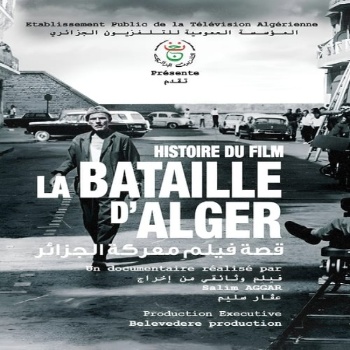 Etablissement Public de la Télévision Algérienne
المؤسسة العمومية للتلفزيون الجزائري
Présente
تقدم
HISTOIRE DU FILM
LA BATAILLE
D'ALGER
قصة فيلم معركة الجزائر
Un documentaire réalisé par
فيلم وثائقي من إخراج
Salim AGGAR
عقار سليم
Production Executive
Belevedere production